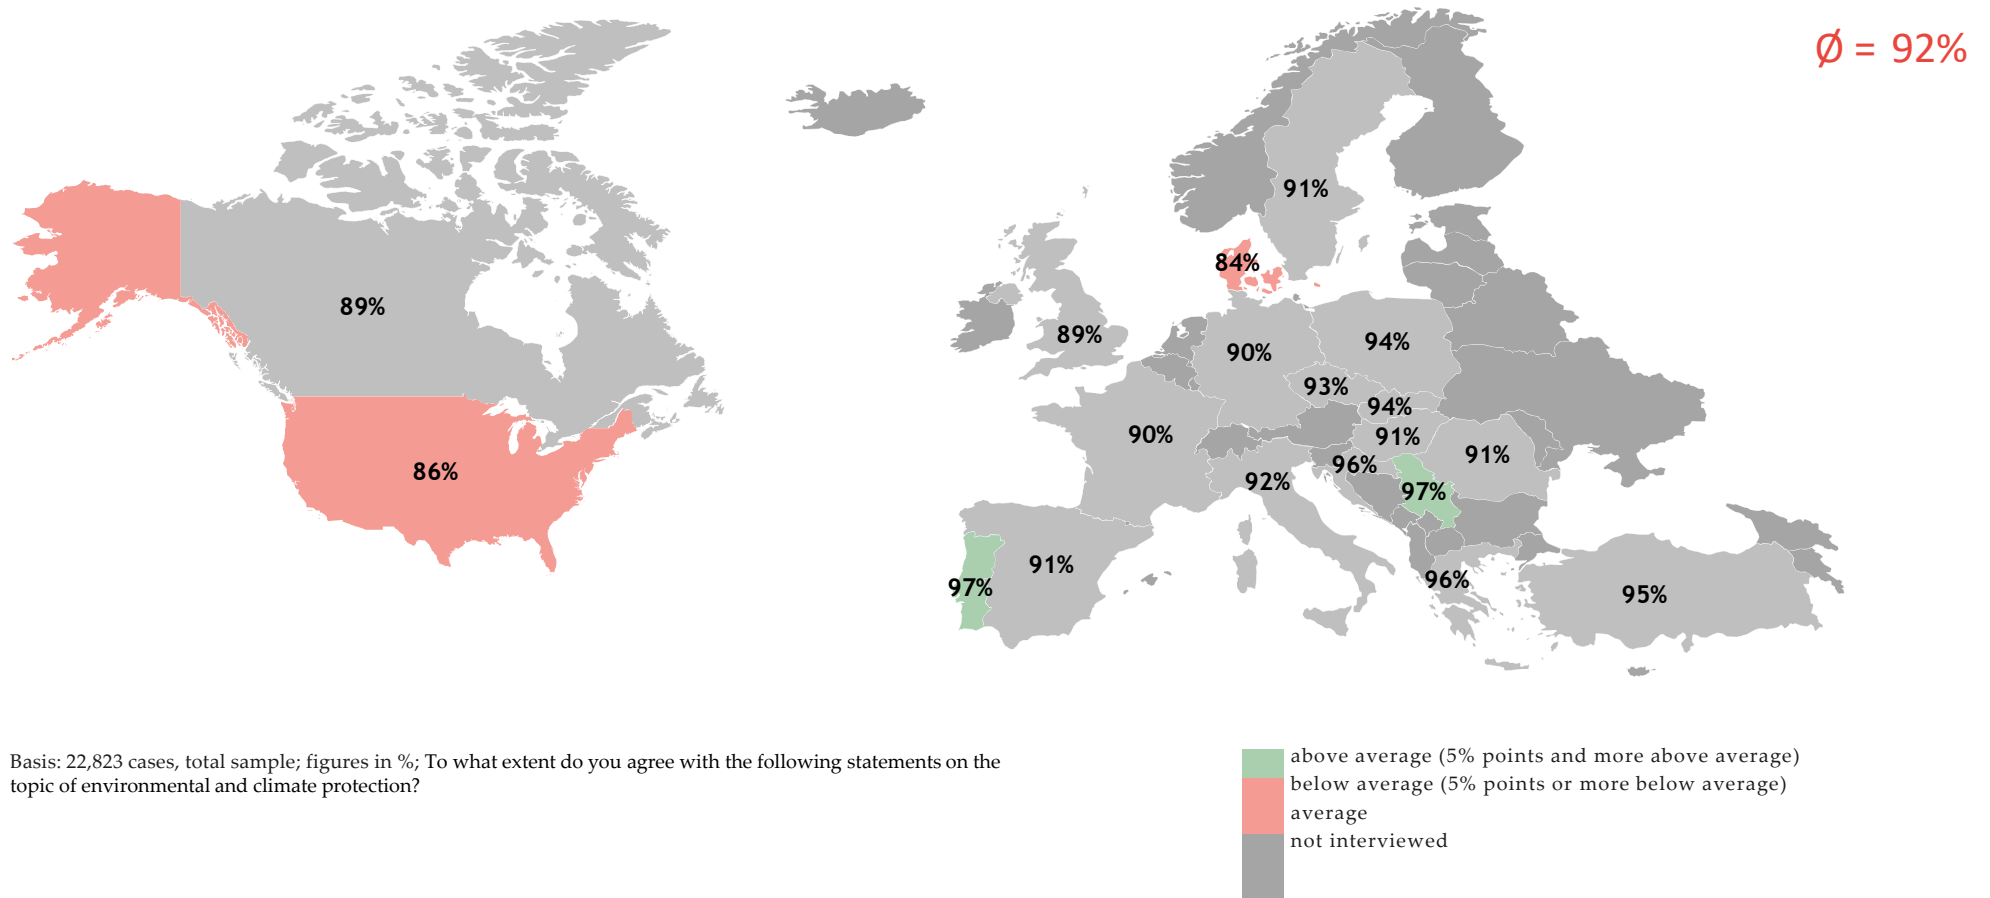 Ø = 92%
91%
84%
89%
89%
94%
90%
93%
94%
90%
91%
91%
96%
92%
97%
86%
91%
96%
97%
95%
Basis: 22,823 cases, total sample; figures in %; To what extent do you agree with the following statements on the
topic of environmental and climate protection?
above average (5% points and more above average)
below average (5% points or more below average)
average
not interviewed